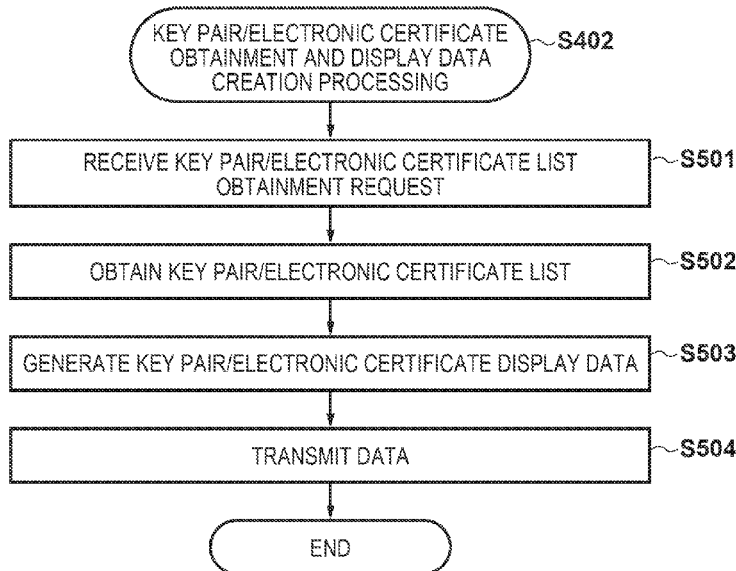 KEY PAIR/ELECTRONIC CERTIFICATE
OBTAINMENT AND DISPLAY DATA
CREATION PROCESSING
S402
RECEIVE KEY PAIR/ELECTRONIC CERTIFICATE LIST
OBTAINMENT REQUEST
S501
OBTAIN KEY PAIR/ELECTRONIC CERTIFICATE LIST
S502
GENERATE KEY PAIR/ELECTRONIC CERTIFICATE DISPLAY DATA
S503
TRANSMIT DATA
S504
END